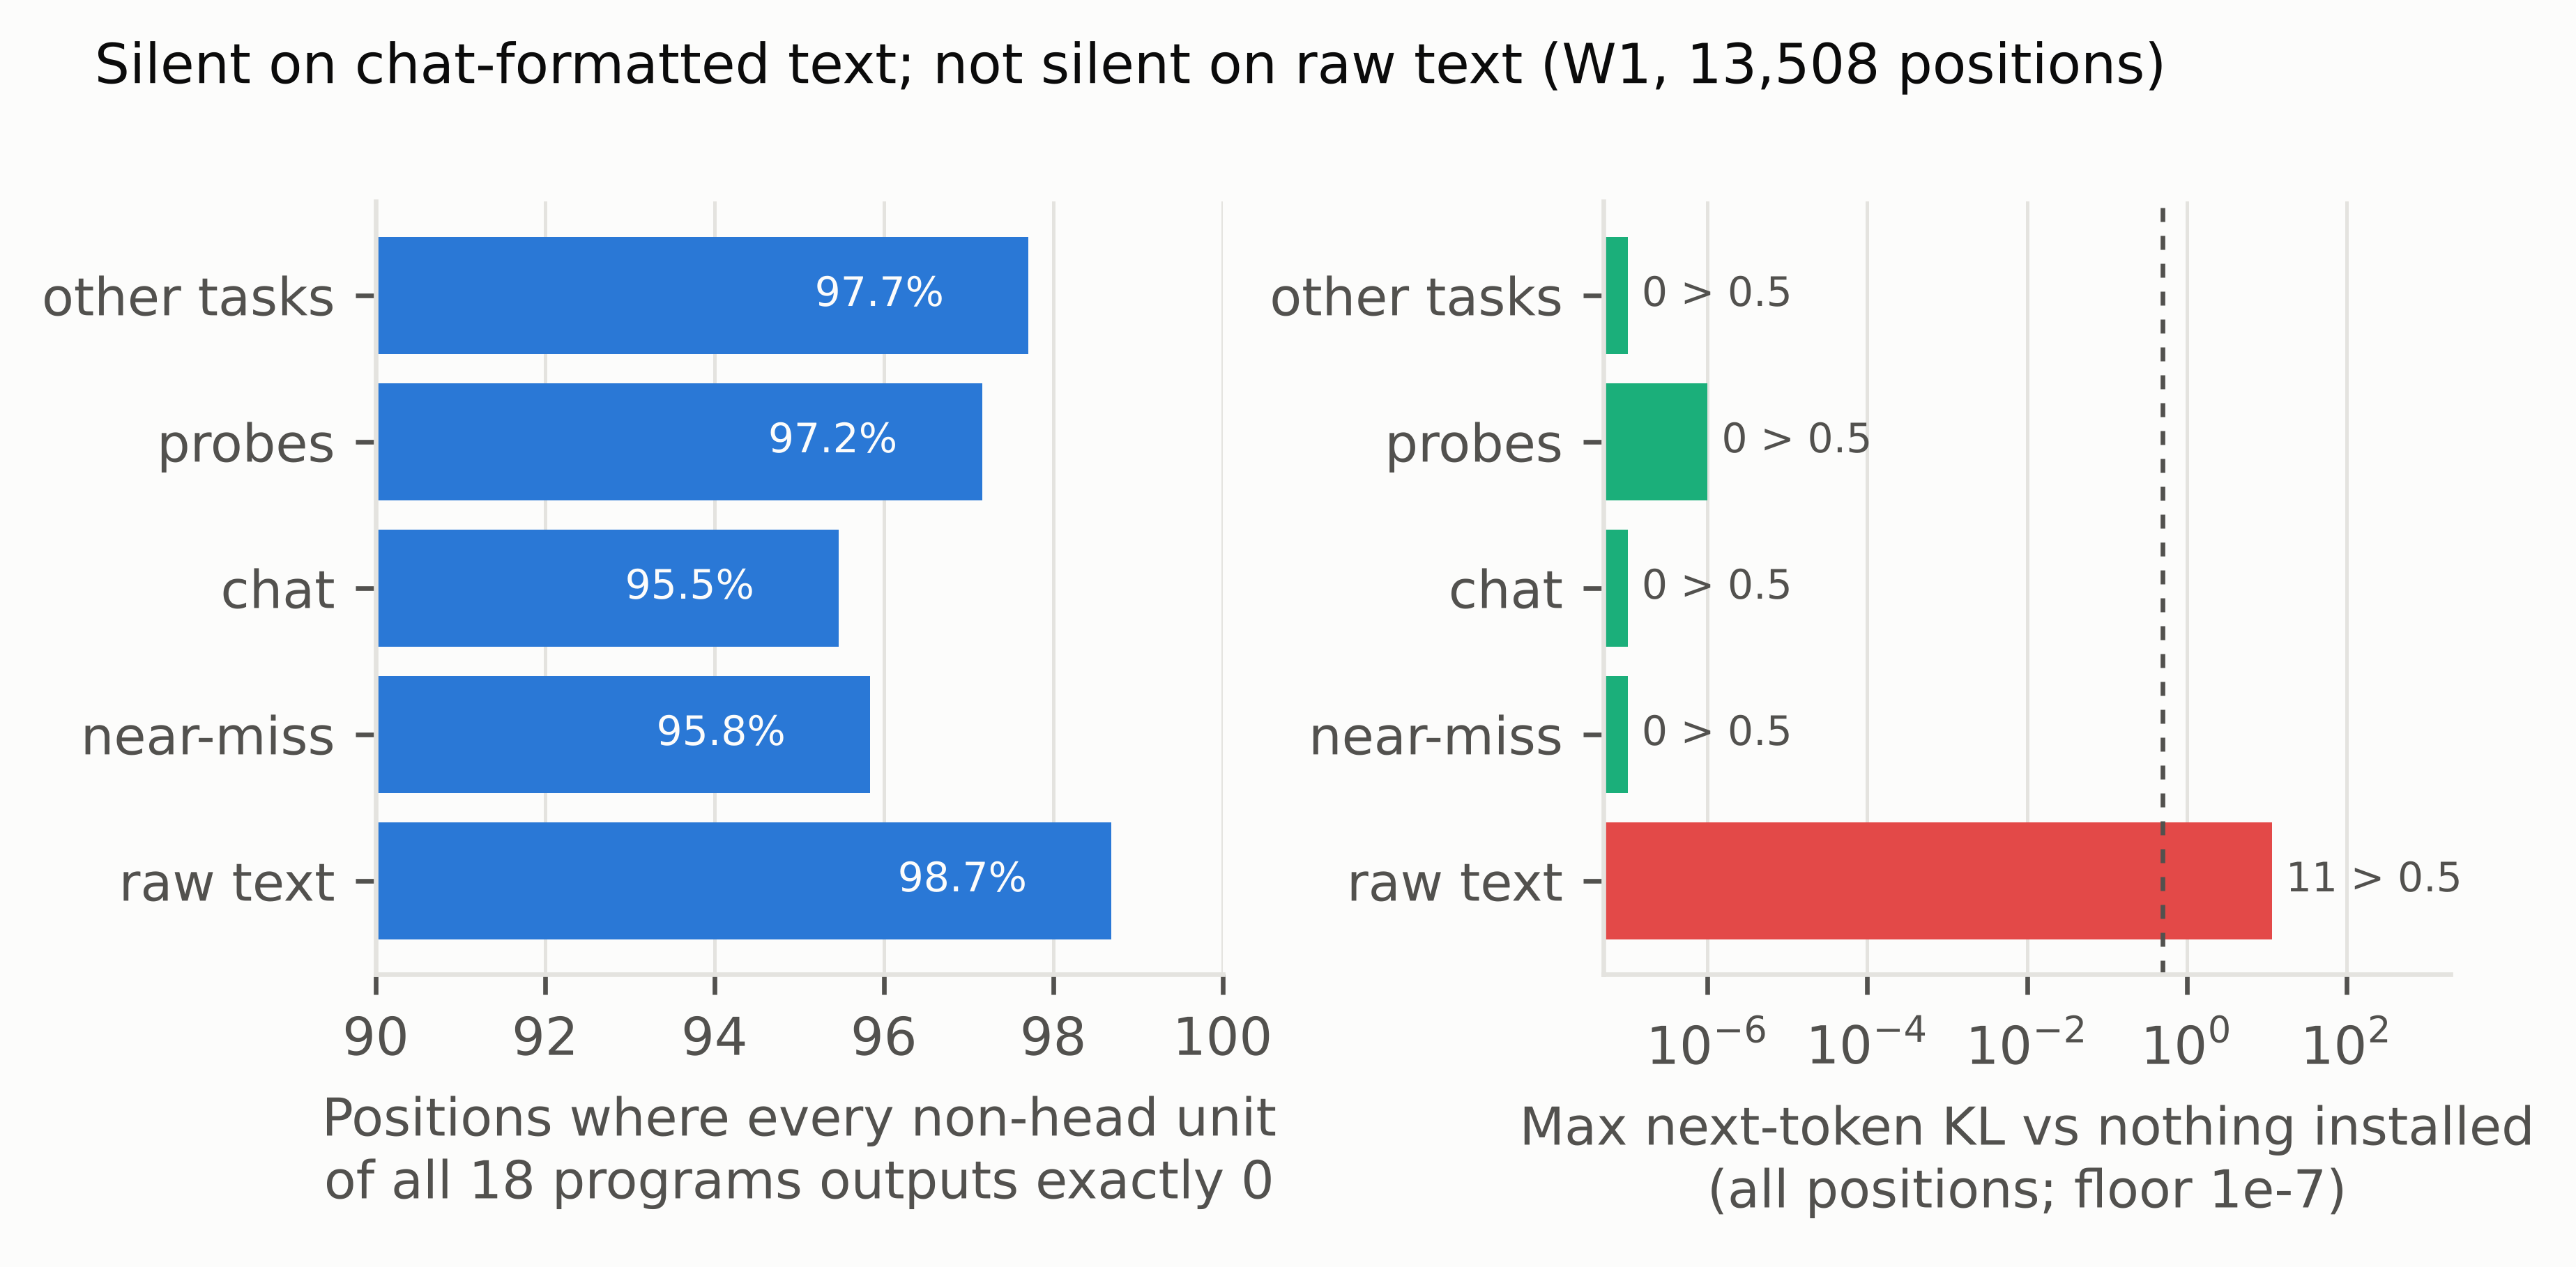 Silent on chat-formatted text; not silent on raw text (W1, 13,508 positions)
other tasks
97.7%
probes
97.2%
chat
95.5%
near-miss
95.8%
raw text
98.7%
90 92 94 96 98 100
Positions where every non-head unit
of all 18 programs outputs exactly 0
other tasks
0 > 0.5
probes
0 > 0.5
chat
0 > 0.5
near-miss
0 > 0.5
raw text
11 > 0.5
10⁻⁶ 10⁻⁴ 10⁻² 10⁰ 10²
Max next-token KL vs nothing installed
(all positions; floor 1e-7)